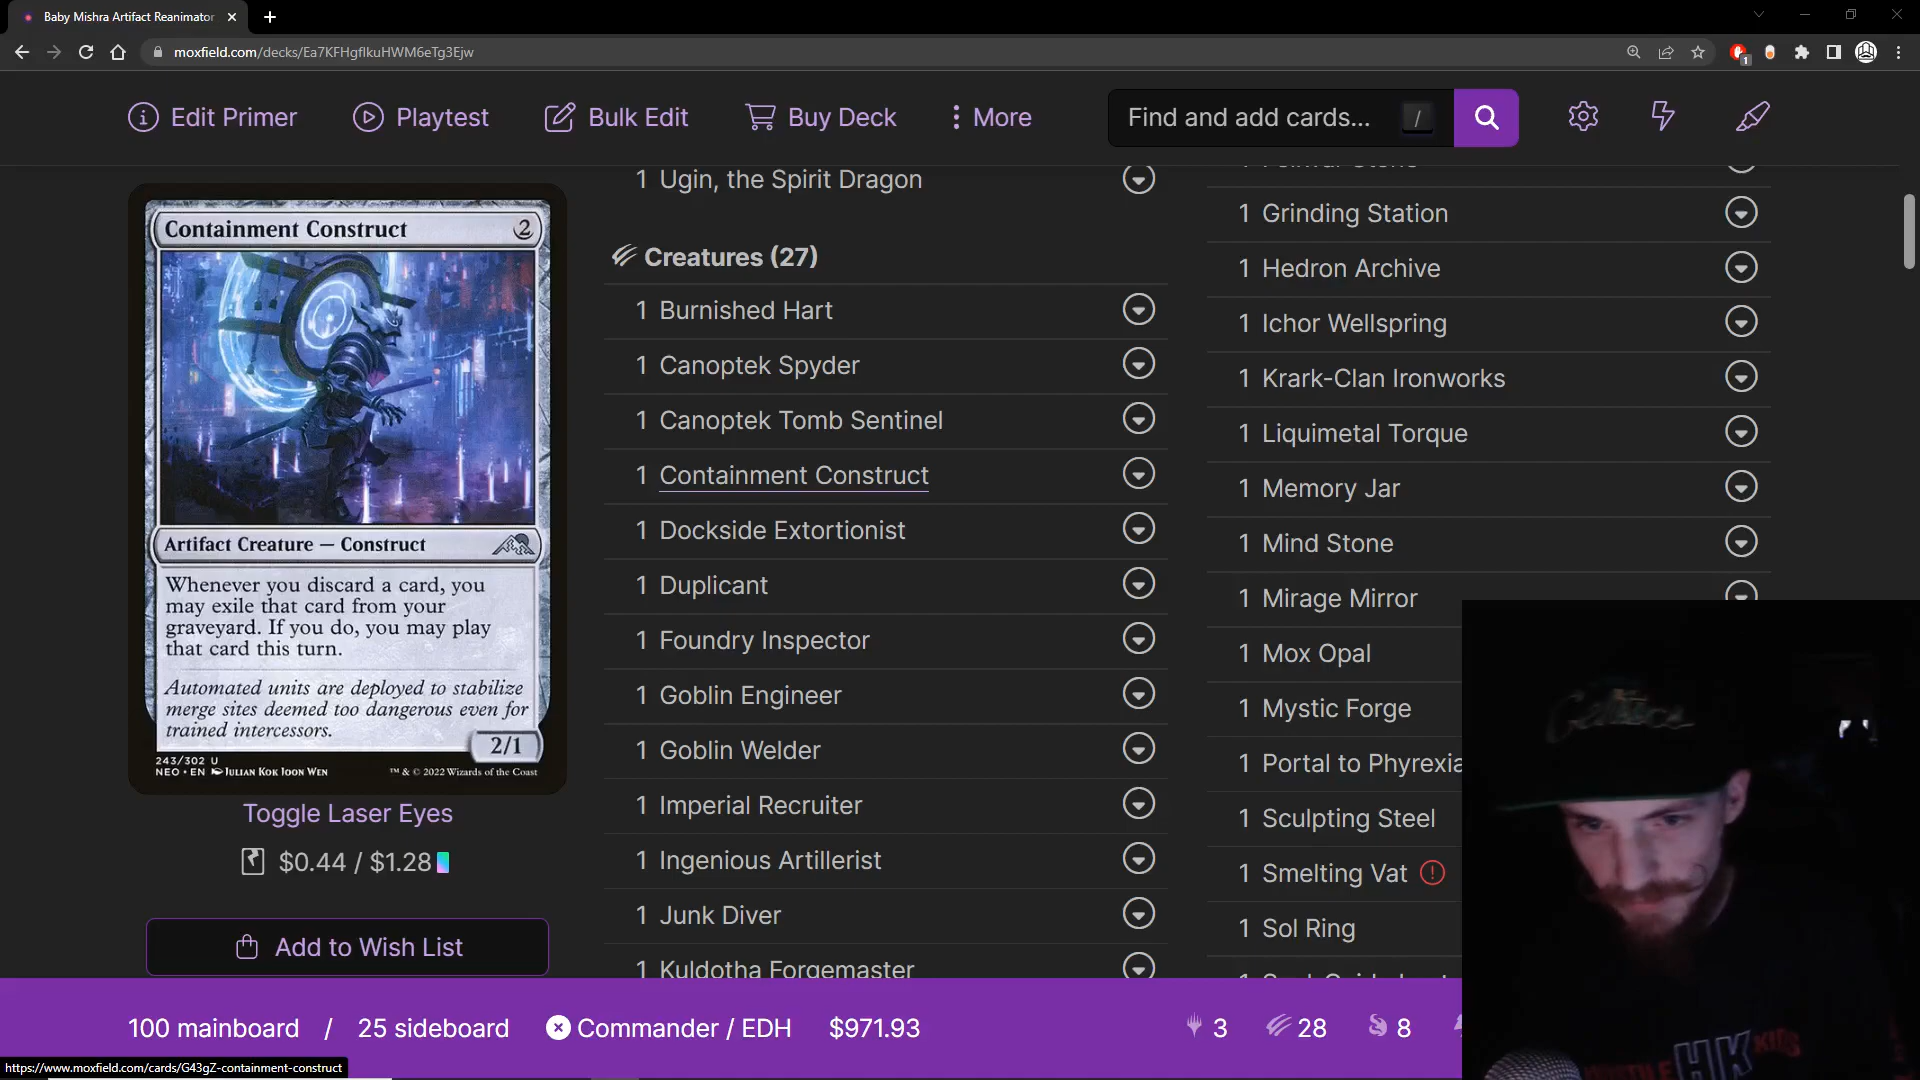 Baby Mishra Artifact Reanimator
moxfield.com/decks/Ea7KFHgflkuHWM6eTg3Ejw
1
Edit Primer
Playtest
Bulk Edit
Buy Deck
More
Find and add cards...
/
Containment Construct 2
Artifact Creature — Construct
Whenever you discard a card, you
may exile that card from your
graveyard. If you do, you may play
that card this turn.
Automated units are deployed to stabilize
merge sites deemed too dangerous even for
trained intercessors.
2/1
243/302 U
NEO • EN Julian Kok Joon Wen
™ & © 2022 Wizards of the Coast
Toggle Laser Eyes
$0.44 / $1.28
Add to Wish List
1 Ugin, the Spirit Dragon
Creatures (27)
1 Burnished Hart
1 Canoptek Spyder
1 Canoptek Tomb Sentinel
1 Containment Construct
1 Dockside Extortionist
1 Duplicant
1 Foundry Inspector
1 Goblin Engineer
1 Goblin Welder
1 Imperial Recruiter
1 Ingenious Artillerist
1 Junk Diver
1 Kuldotha Forgemaster
1 Grinding Station
1 Hedron Archive
1 Ichor Wellspring
1 Krark-Clan Ironworks
1 Liquimetal Torque
1 Memory Jar
1 Mind Stone
1 Mirage Mirror
1 Mox Opal
1 Mystic Forge
1 Portal to Phyrexia
1 Sculpting Steel
1 Smelting Vat
1 Sol Ring
Celtics
HK
KIDS
100 mainboard / 25 sideboard
Commander / EDH
$971.93
3
28
8
https://www.moxfield.com/cards/G43gZ-containment-construct